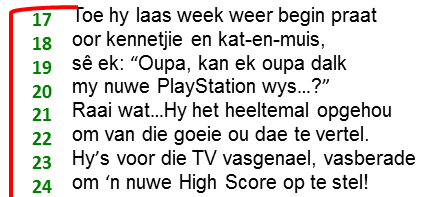 17 Toe hy laas week weer begin praat
18 oor kennetjie en kat-en-muis,
19 sê ek: “Oupa, kan ek oupa dalk
20 my nuwe PlayStation wys…?”
21 Raai wat…Hy het heeltemal opgehou
22 om van die goeie ou dae te vertel.
23 Hy’s voor die TV vasgenael, vasberade
24 om ‘n nuwe High Score op te stel!